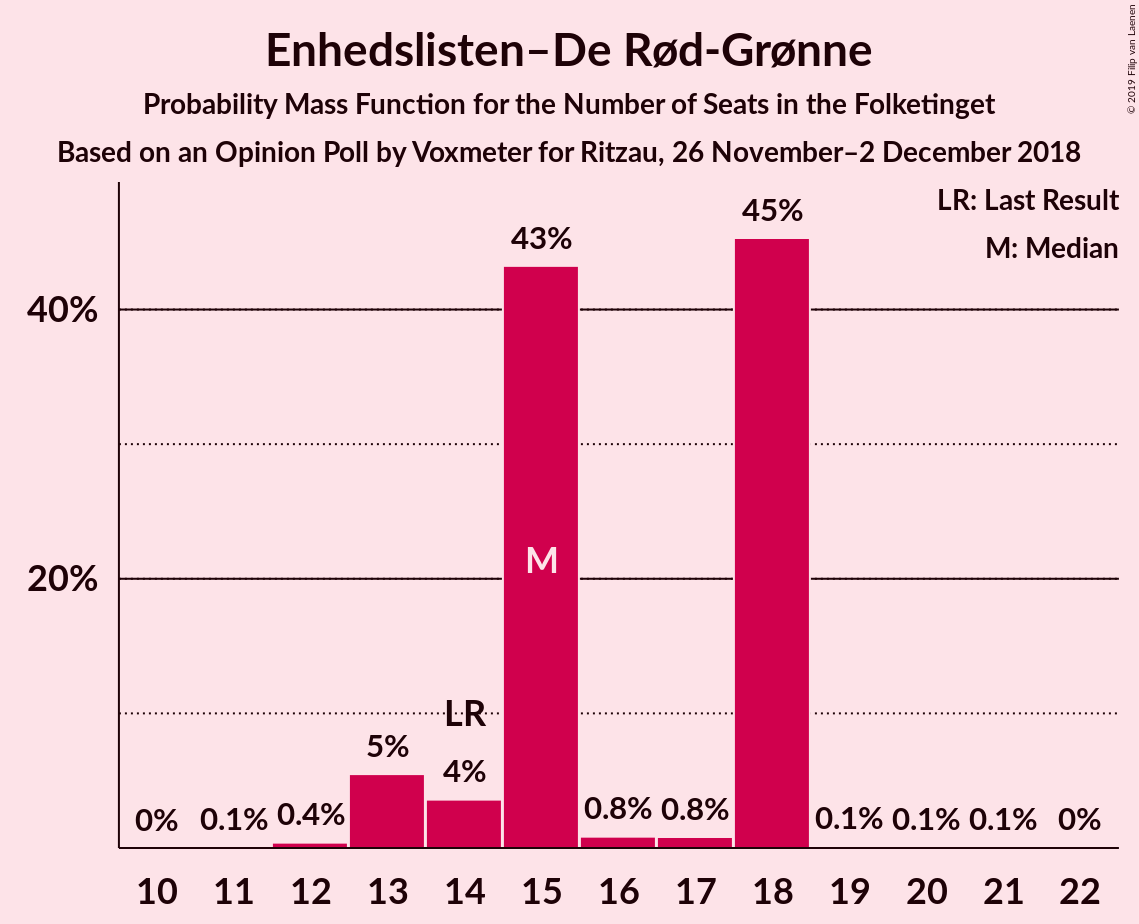 Enhedslisten–De Rød-Grønne
Probability Mass Function for the Number of Seats in the Folketinget
Based on an Opinion Poll by Voxmeter for Ritzau, 26 November–2 December 2018
© 2019 Filip van Laenen
LR: Last Result
M: Median
45%
43%
40%
M
20%
LR
5%
4%
0% 0.1% 0.4% 0.8% 0.8% 0.1% 0.1% 0.1% 0%
10 11 12 13 14 15 16 17 18 19 20 21 22